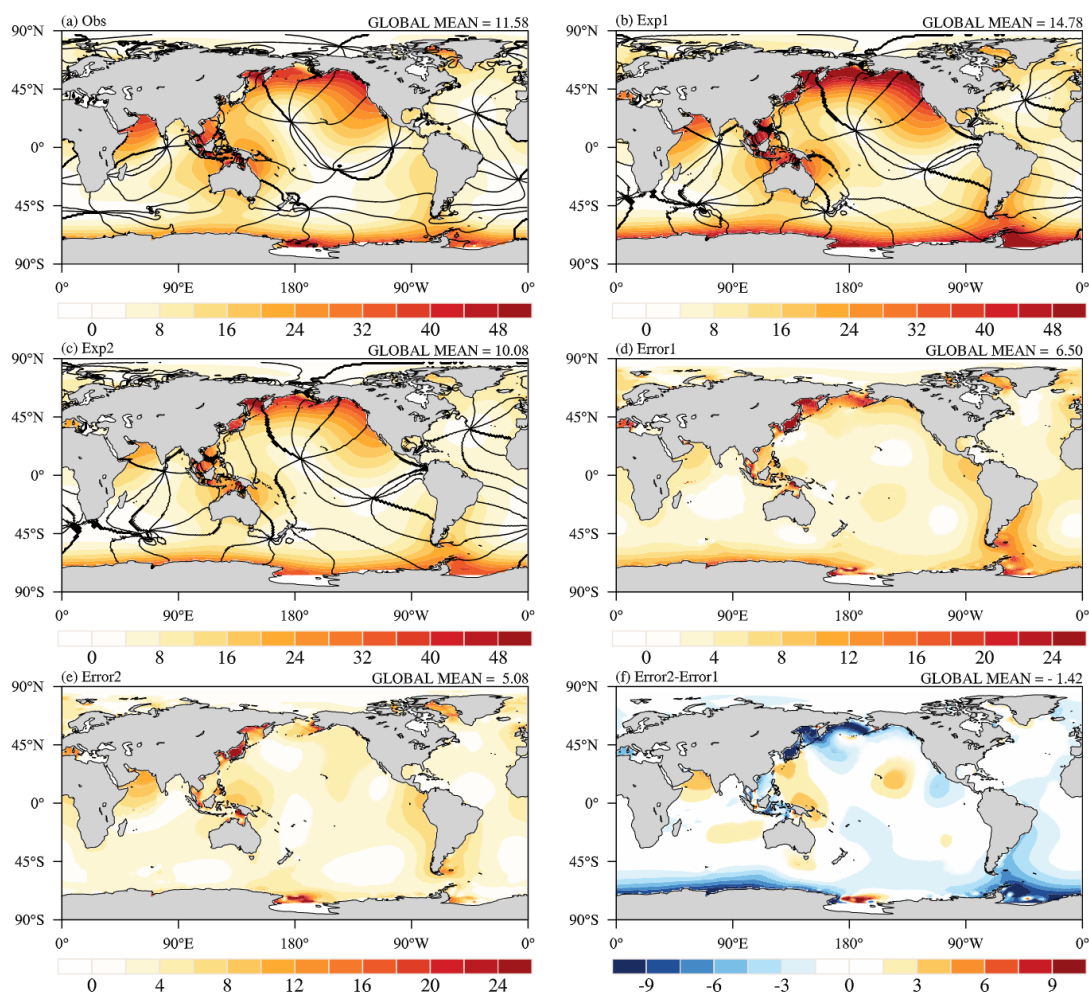 (a) Obs GLOBAL MEAN = 11.58 (b) Exp1 GLOBAL MEAN = 14.78
90°N 90°N
45°N 45°N
0° 0°
45°S 45°S
90°S 90°S
0° 90°E 180° 90°W 0° 0° 90°E 180° 90°W 0°
0 8 16 24 32 40 48 0 8 16 24 32 40 48
(c) Exp2 GLOBAL MEAN = 10.08 (d) Error1 GLOBAL MEAN = 6.50
90°N 90°N
45°N 45°N
0° 0°
45°S 45°S
90°S 90°S
0° 90°E 180° 90°W 0° 0° 90°E 180° 90°W 0°
0 8 16 24 32 40 48 0 4 8 12 16 20 24
(e) Error2 GLOBAL MEAN = 5.08 (f) Error2-Error1 GLOBAL MEAN = - 1.42
90°N 90°N
45°N 45°N
0° 0°
45°S 45°S
90°S 90°S
0° 90°E 180° 90°W 0° 0° 90°E 180° 90°W 0°
0 4 8 12 16 20 24 -9 -6 -3 0 3 6 9